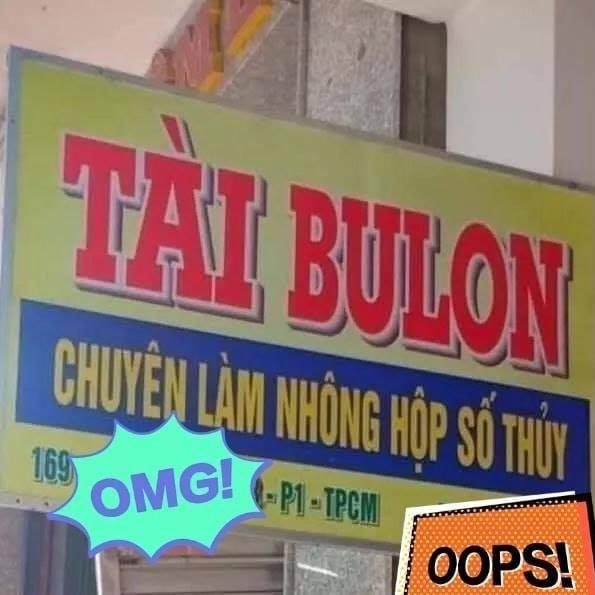 TÀI BULON
CHUYÊN LÀM NHÔNG HỘP SỐ THỦY
169
- P1 - TPCM
OMG!
OOPS!